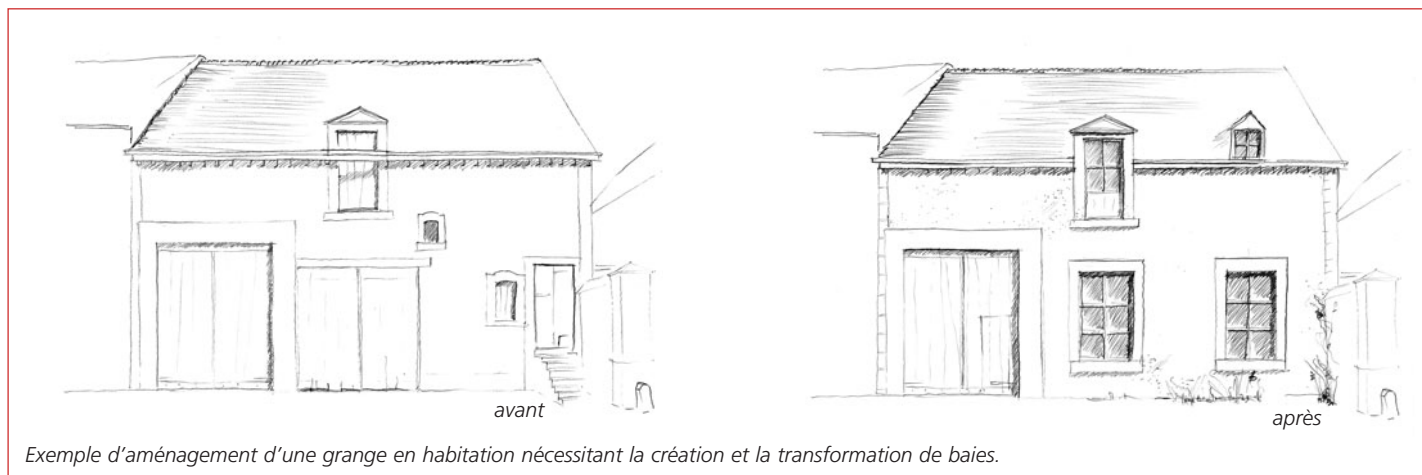 avant
après
Exemple d'aménagement d'une grange en habitation nécessitant la création et la transformation de baies.